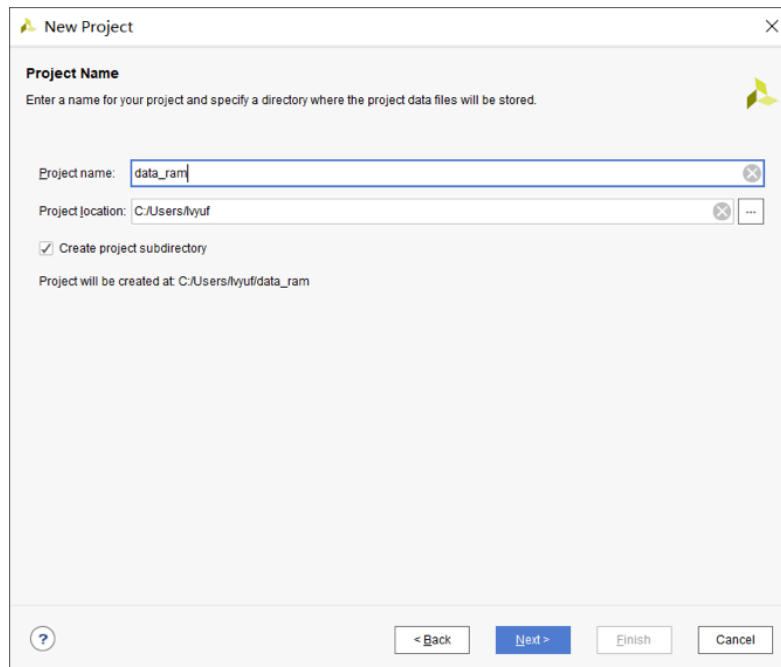 New Project
Project Name
Enter a name for your project and specify a directory where the project data files will be stored.
Project name: data_ram
Project location: C:/Users/lvyuf ...
Create project subdirectory
Project will be created at: C:/Users/lvyuf/data_ram
? < Back Next > Finish Cancel